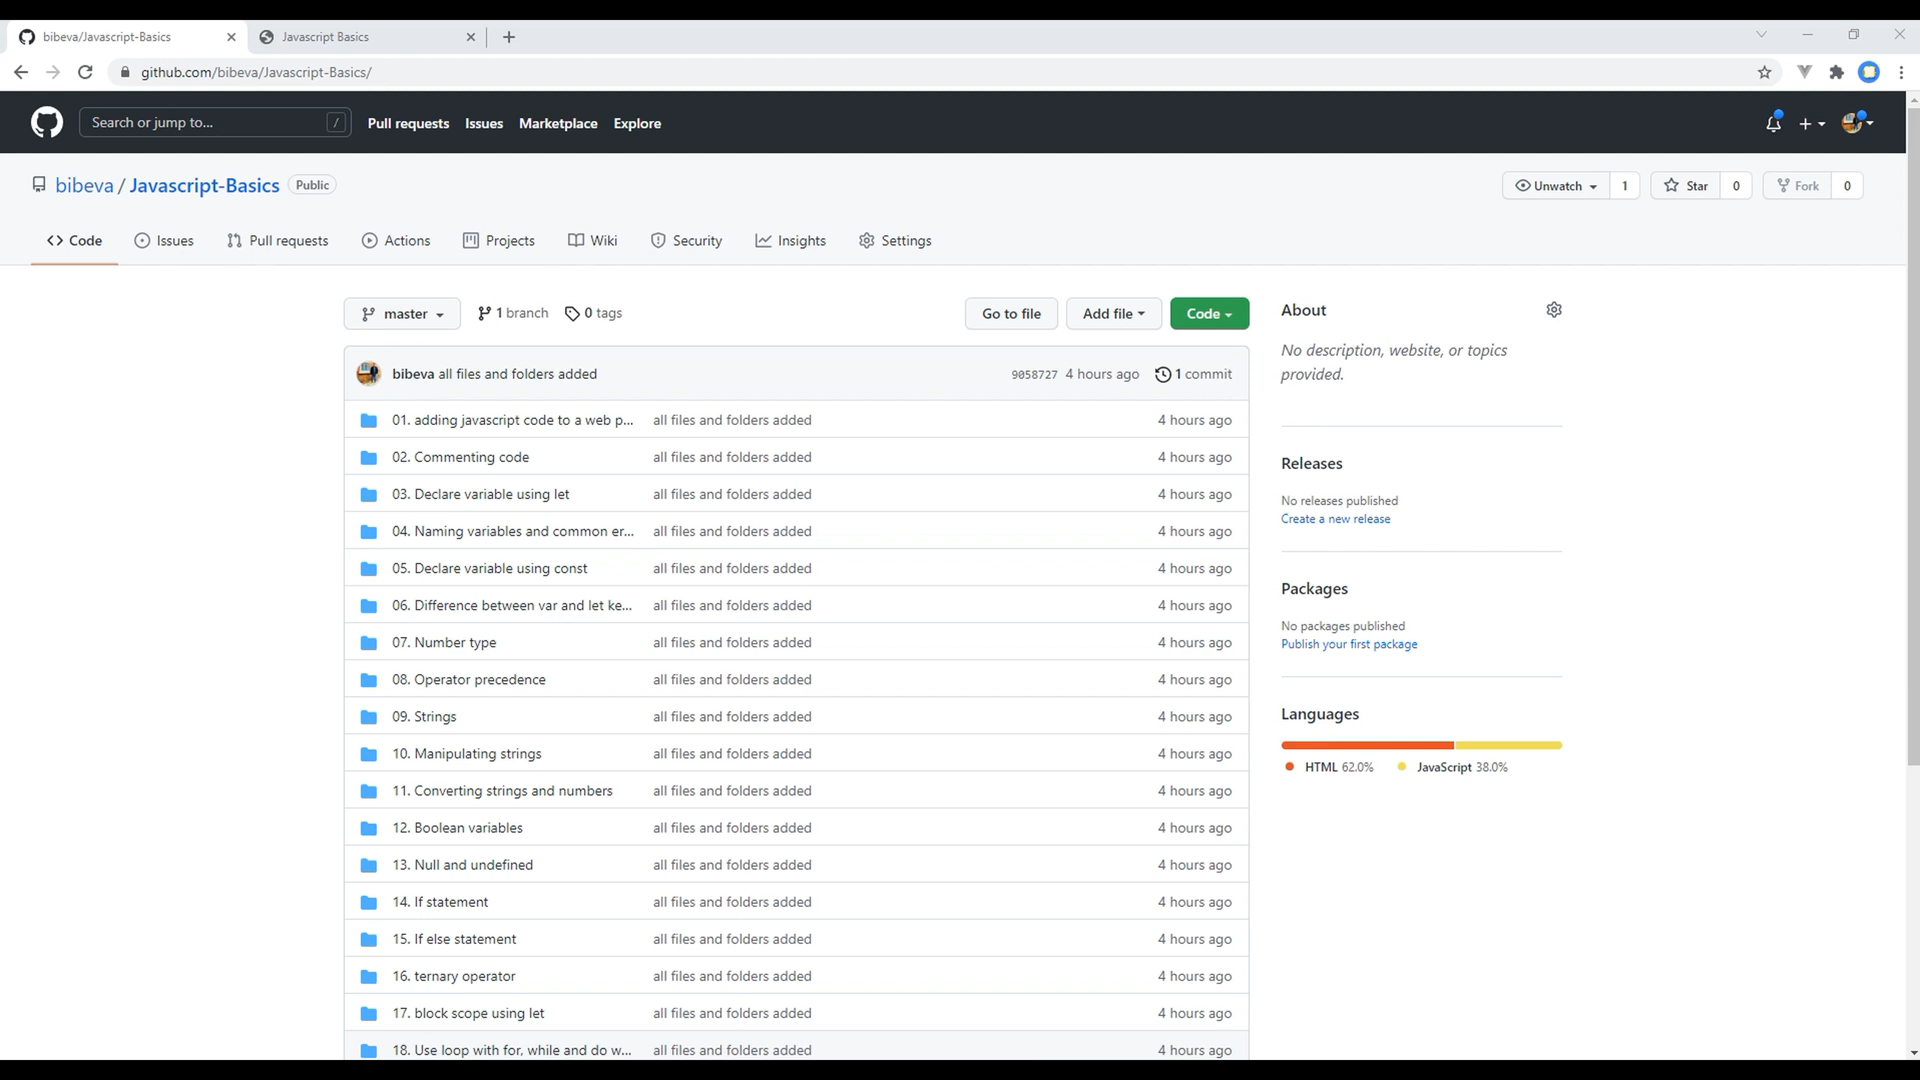 bibeva/Javascript-Basics
Javascript Basics
github.com/bibeva/Javascript-Basics/
Search or jump to... /
Pull requests Issues Marketplace Explore
bibeva / Javascript-Basics Public
Unwatch 1 Star 0 Fork 0
Code Issues Pull requests Actions Projects Wiki Security Insights Settings
master 1 branch 0 tags Go to file Add file Code
bibeva all files and folders added 9058727 4 hours ago 1 commit
01. adding javascript code to a web p... all files and folders added 4 hours ago
02. Commenting code all files and folders added 4 hours ago
03. Declare variable using let all files and folders added 4 hours ago
04. Naming variables and common er... all files and folders added 4 hours ago
05. Declare variable using const all files and folders added 4 hours ago
06. Difference between var and let ke... all files and folders added 4 hours ago
07. Number type all files and folders added 4 hours ago
08. Operator precedence all files and folders added 4 hours ago
09. Strings all files and folders added 4 hours ago
10. Manipulating strings all files and folders added 4 hours ago
11. Converting strings and numbers all files and folders added 4 hours ago
12. Boolean variables all files and folders added 4 hours ago
13. Null and undefined all files and folders added 4 hours ago
14. If statement all files and folders added 4 hours ago
15. If else statement all files and folders added 4 hours ago
16. ternary operator all files and folders added 4 hours ago
17. block scope using let all files and folders added 4 hours ago
18. Use loop with for, while and do w... all files and folders added 4 hours ago
About
No description, website, or topics
provided.
Releases
No releases published
Create a new release
Packages
No packages published
Publish your first package
Languages
HTML 62.0% JavaScript 38.0%